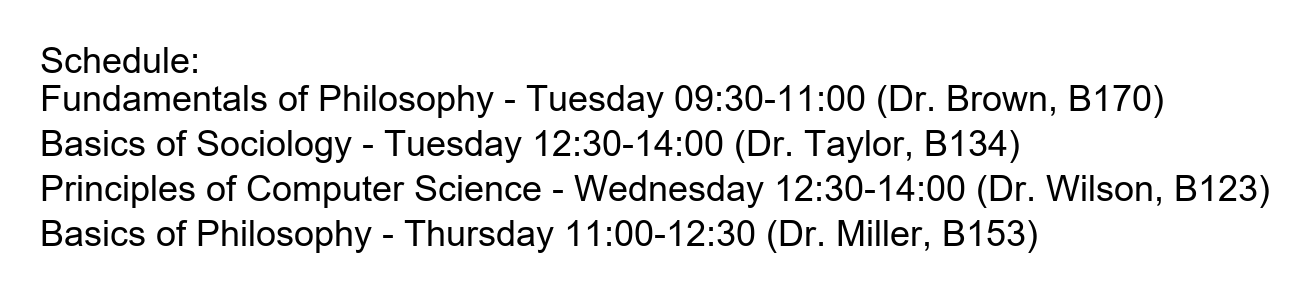 Schedule:
Fundamentals of Philosophy - Tuesday 09:30-11:00 (Dr. Brown, B170)
Basics of Sociology - Tuesday 12:30-14:00 (Dr. Taylor, B134)
Principles of Computer Science - Wednesday 12:30-14:00 (Dr. Wilson, B123)
Basics of Philosophy - Thursday 11:00-12:30 (Dr. Miller, B153)